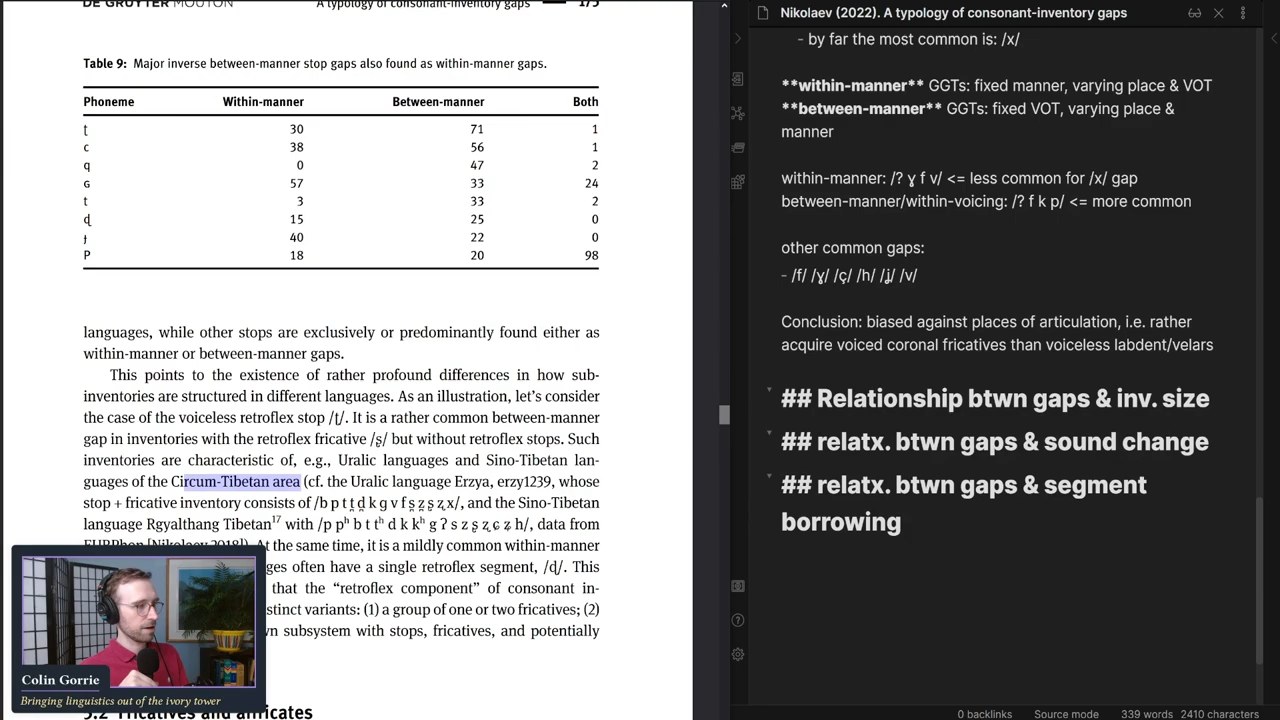 DE GRUYTER MOUTON A typology of consonant-inventory gaps 175
Table 9: Major inverse between-manner stop gaps also found as within-manner gaps.
Phoneme Within-manner Between-manner Both
ʈ 30 71 1
c 38 56 1
q 0 47 2
ɢ 57 33 24
t 3 33 2
ɖ 15 25 0
ɟ 40 22 0
P 18 20 98
languages, while other stops are exclusively or predominantly found either as
within-manner or between-manner gaps.
This points to the existence of rather profound differences in how sub-
inventories are structured in different languages. As an illustration, let's consider
the case of the voiceless retroflex stop /ʈ/. It is a rather common between-manner
gap in inventories with the retroflex fricative /ʂ/ but without retroflex stops. Such
inventories are characteristic of, e.g., Uralic languages and Sino-Tibetan lan-
guages of the Circum-Tibetan area (cf. the Uralic language Erzya, erzy1239, whose
stop + fricative inventory consists of /b p t̪ d̪ k ɡ v f s̪ z̪ ʂ ʐ x/, and the Sino-Tibetan
language Rgyalthang Tibetan17 with /p pʰ b t tʰ d k kʰ ɡ ʔ s z ʂ ʐ ɕ ʑ h/, data from
EURPhon [Nikolaev 2018]). At the same time, it is a mildly common within-manner
ges often have a single retroflex segment, /ɖ/. This
that the “retroflex component” of consonant in-
stinct variants: (1) a group of one or two fricatives; (2)
wn subsystem with stops, fricatives, and potentially
5.2 Fricatives and affricates
Colin Gorrie
Bringing linguistics out of the ivory tower
Nikolaev (2022). A typology of consonant-inventory gaps
- by far the most common is: /x/
**within-manner** GGTs: fixed manner, varying place & VOT
**between-manner** GGTs: fixed VOT, varying place &
manner
within-manner: /? ɣ f v/ <= less common for /x/ gap
between-manner/within-voicing: /? f k p/ <= more common
other common gaps:
- /f/ /ɣ/ /ç/ /h/ /ʝ/ /v/
Conclusion: biased against places of articulation, i.e. rather
acquire voiced coronal fricatives than voiceless labdent/velars
## Relationship btwn gaps & inv. size
## relatx. btwn gaps & sound change
## relatx. btwn gaps & segment
borrowing
0 backlinks Source mode 339 words 2410 characters